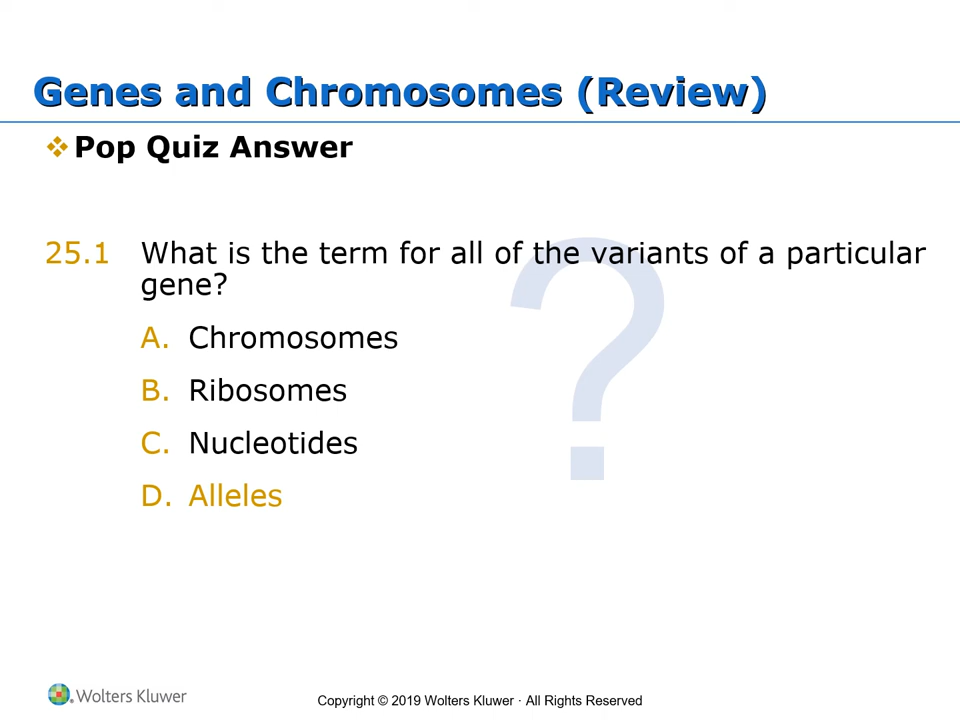 Genes and Chromosomes (Review)
❖ Pop Quiz Answer
25.1 What is the term for all of the variants of a particular
gene?
A. Chromosomes
B. Ribosomes
C. Nucleotides
D. Alleles
?
Wolters Kluwer
Copyright © 2019 Wolters Kluwer · All Rights Reserved